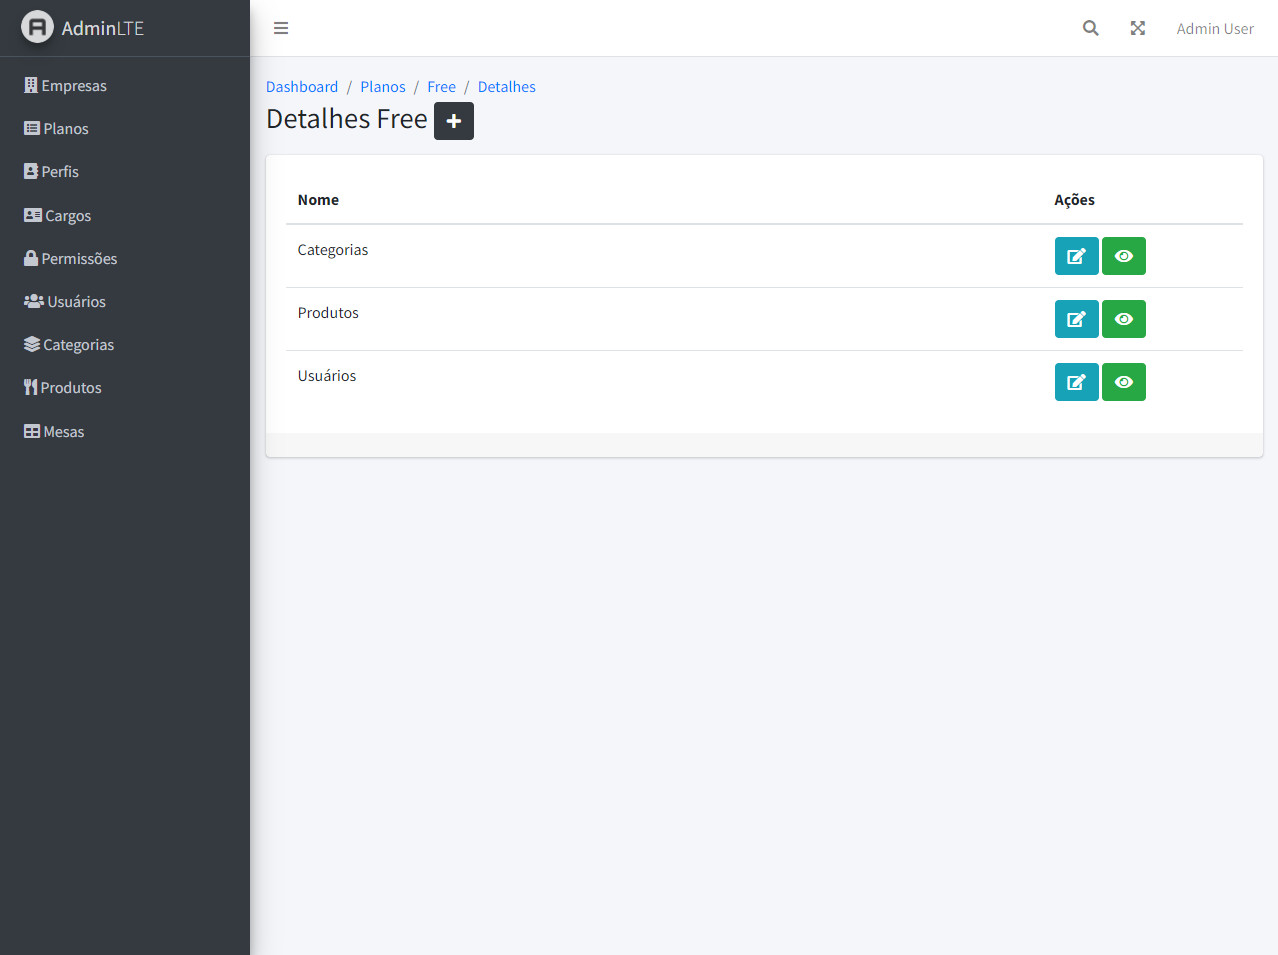 AdminLTE
Admin User
Empresas
Planos
Perfis
Cargos
Permissões
Usuários
Categorias
Produtos
Mesas
Dashboard / Planos / Free / Detalhes
Detalhes Free
Nome Ações
Categorias
Produtos
Usuários